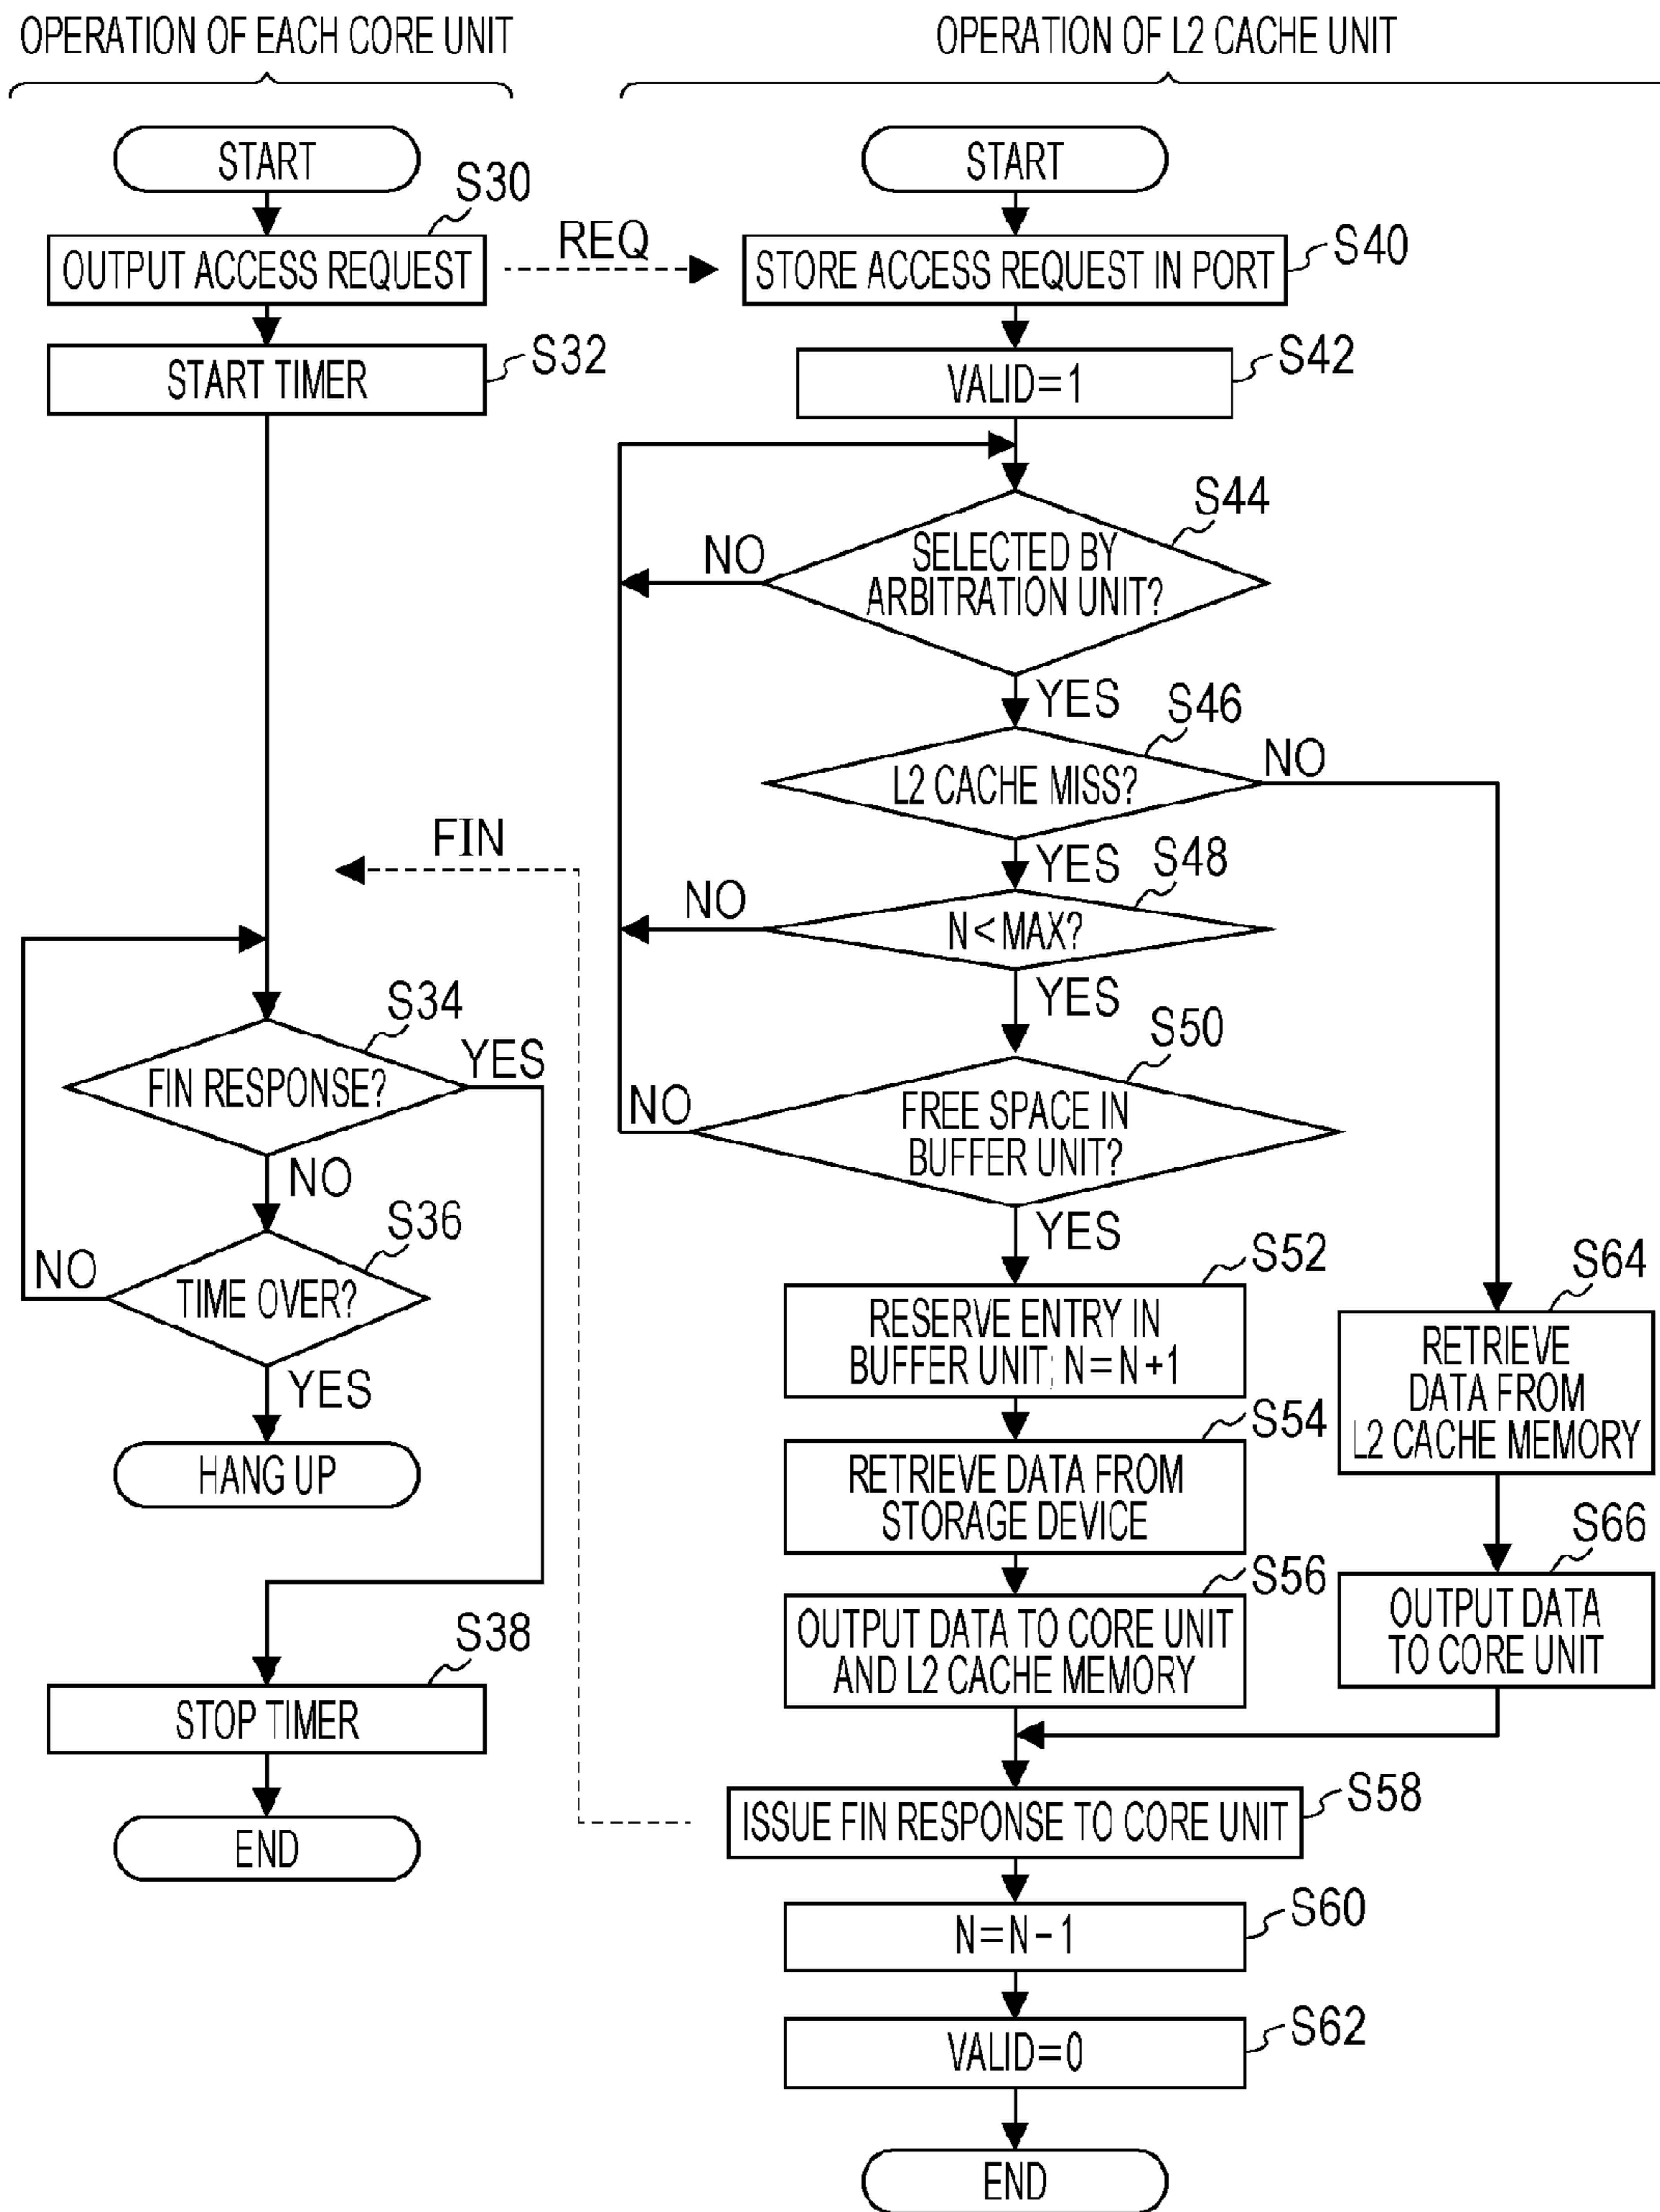 OPERATION OF EACH CORE UNIT
START
S30
OUTPUT ACCESS REQUEST
REQ
START TIMER
S32
FIN
S34
FIN RESPONSE?
YES
NO
S36
TIME OVER?
NO
YES
HANG UP
S38
STOP TIMER
END
OPERATION OF L2 CACHE UNIT
START
STORE ACCESS REQUEST IN PORT
S40
VALID=1
S42
S44
SELECTED BY
ARBITRATION UNIT?
NO
YES
S46
L2 CACHE MISS?
NO
YES
S48
N<MAX?
NO
YES
S50
FREE SPACE IN
BUFFER UNIT?
NO
YES
S52
RESERVE ENTRY IN
BUFFER UNIT; N=N+1
S54
RETRIEVE DATA FROM
STORAGE DEVICE
S56
OUTPUT DATA TO CORE UNIT
AND L2 CACHE MEMORY
S64
RETRIEVE
DATA FROM
L2 CACHE MEMORY
S66
OUTPUT DATA
TO CORE UNIT
ISSUE FIN RESPONSE TO CORE UNIT
S58
N=N-1
S60
VALID=0
S62
END